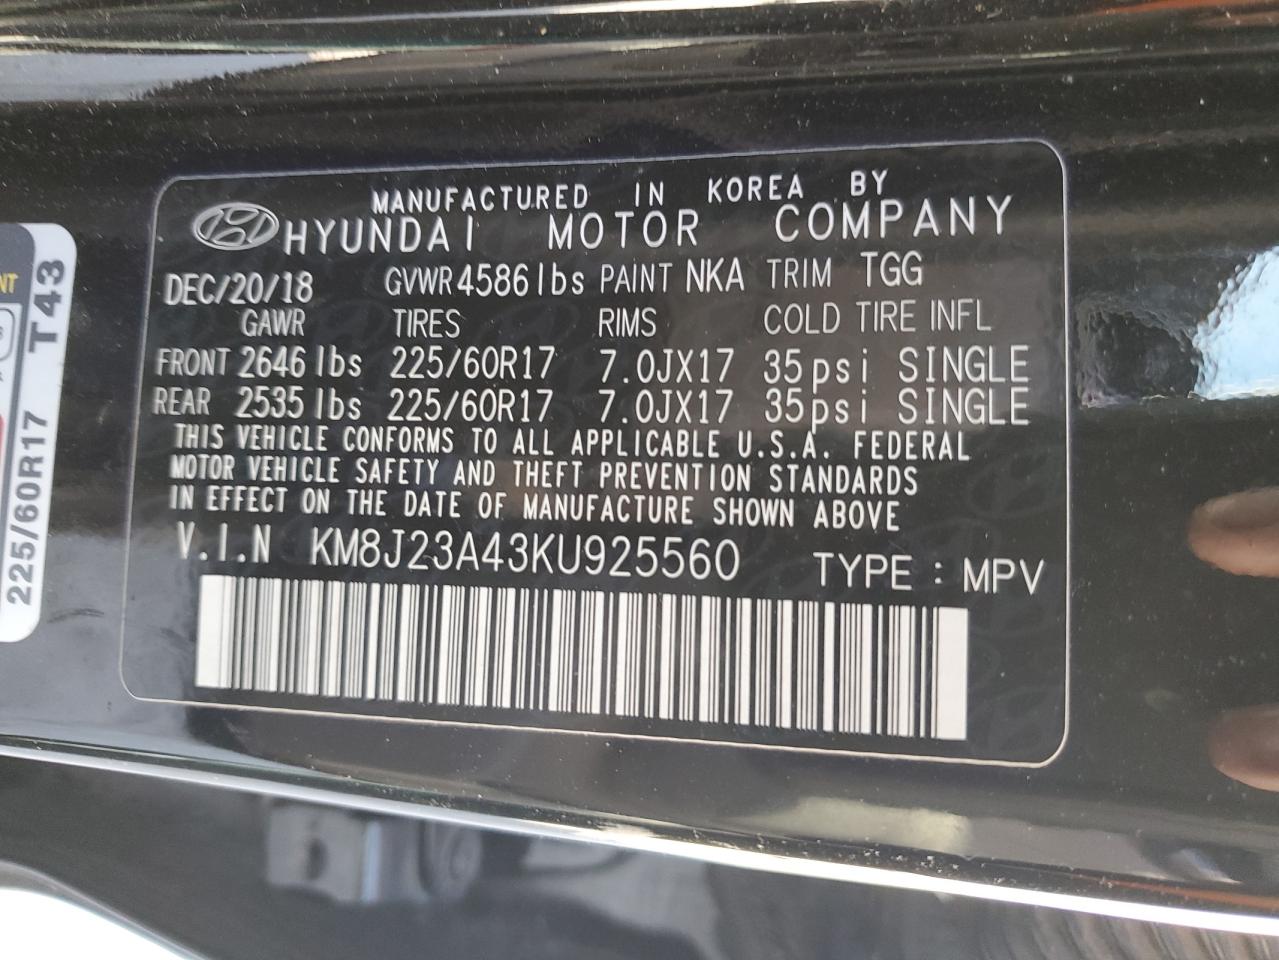 MANUFACTURED IN KOREA BY
HYUNDAI MOTOR COMPANY
DEC/20/18 GVWR 4586 lbs PAINT NKA TRIM TGG
GAWR TIRES RIMS COLD TIRE INFL
FRONT 2646 lbs 225/60R17 7.0JX17 35psi SINGLE
REAR 2535 lbs 225/60R17 7.0JX17 35psi SINGLE
THIS VEHICLE CONFORMS TO ALL APPLICABLE U.S.A. FEDERAL
MOTOR VEHICLE SAFETY AND THEFT PREVENTION STANDARDS
IN EFFECT ON THE DATE OF MANUFACTURE SHOWN ABOVE
V.I.N KM8J23A43KU925560 TYPE : MPV
225/60R17 T43